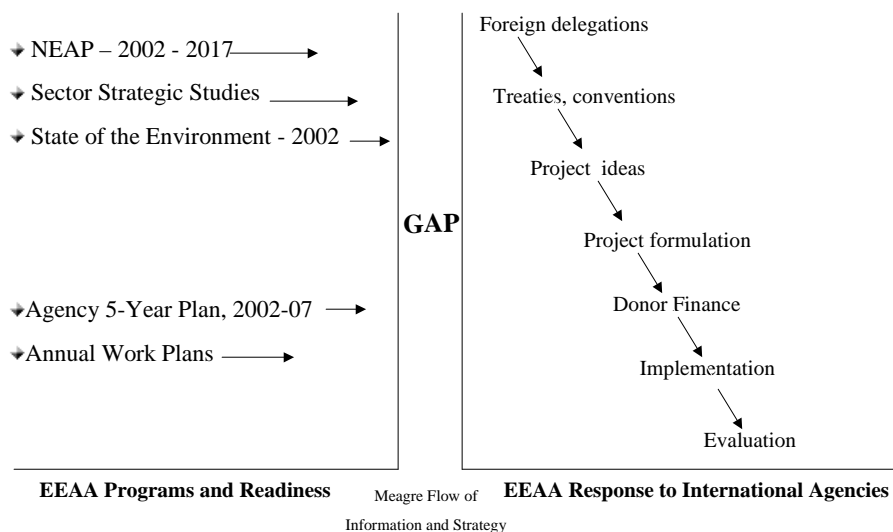 NEAP – 2002 - 2017
Sector Strategic Studies
State of the Environment - 2002
Agency 5-Year Plan, 2002-07
Annual Work Plans
EEAA Programs and Readiness
GAP
Meagre Flow of
Information and Strategy
Foreign delegations
Treaties, conventions
Project ideas
Project formulation
Donor Finance
Implementation
Evaluation
EEAA Response to International Agencies